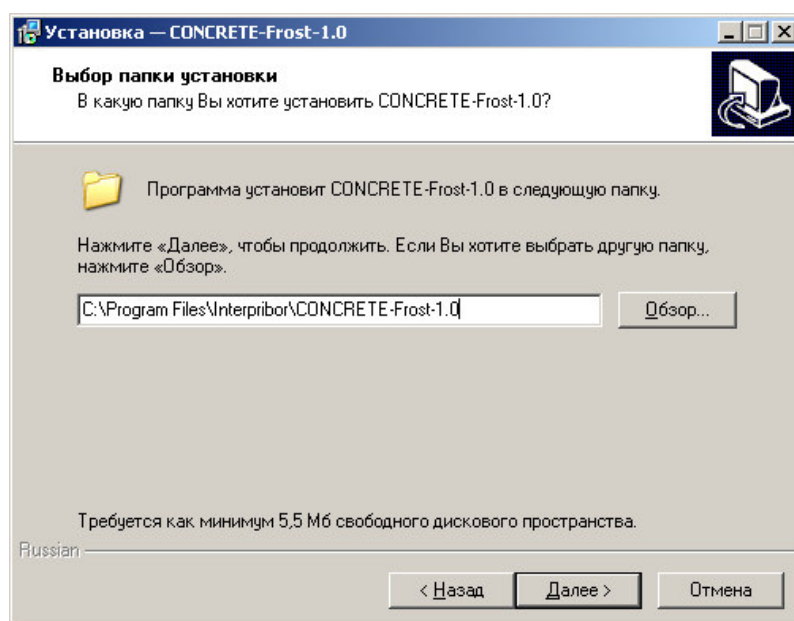 Установка — CONCRETE-Frost-1.0
Выбор папки установки
В какую папку Вы хотите установить CONCRETE-Frost-1.0?
Программа установит CONCRETE-Frost-1.0 в следующую папку.
Нажмите «Далее», чтобы продолжить. Если Вы хотите выбрать другую папку,
нажмите «Обзор».
C:\Program Files\Interpribor\CONCRETE-Frost-1.0
Обзор...
Требуется как минимум 5,5 Мб свободного дискового пространства.
Russian
< Назад
Далее >
Отмена